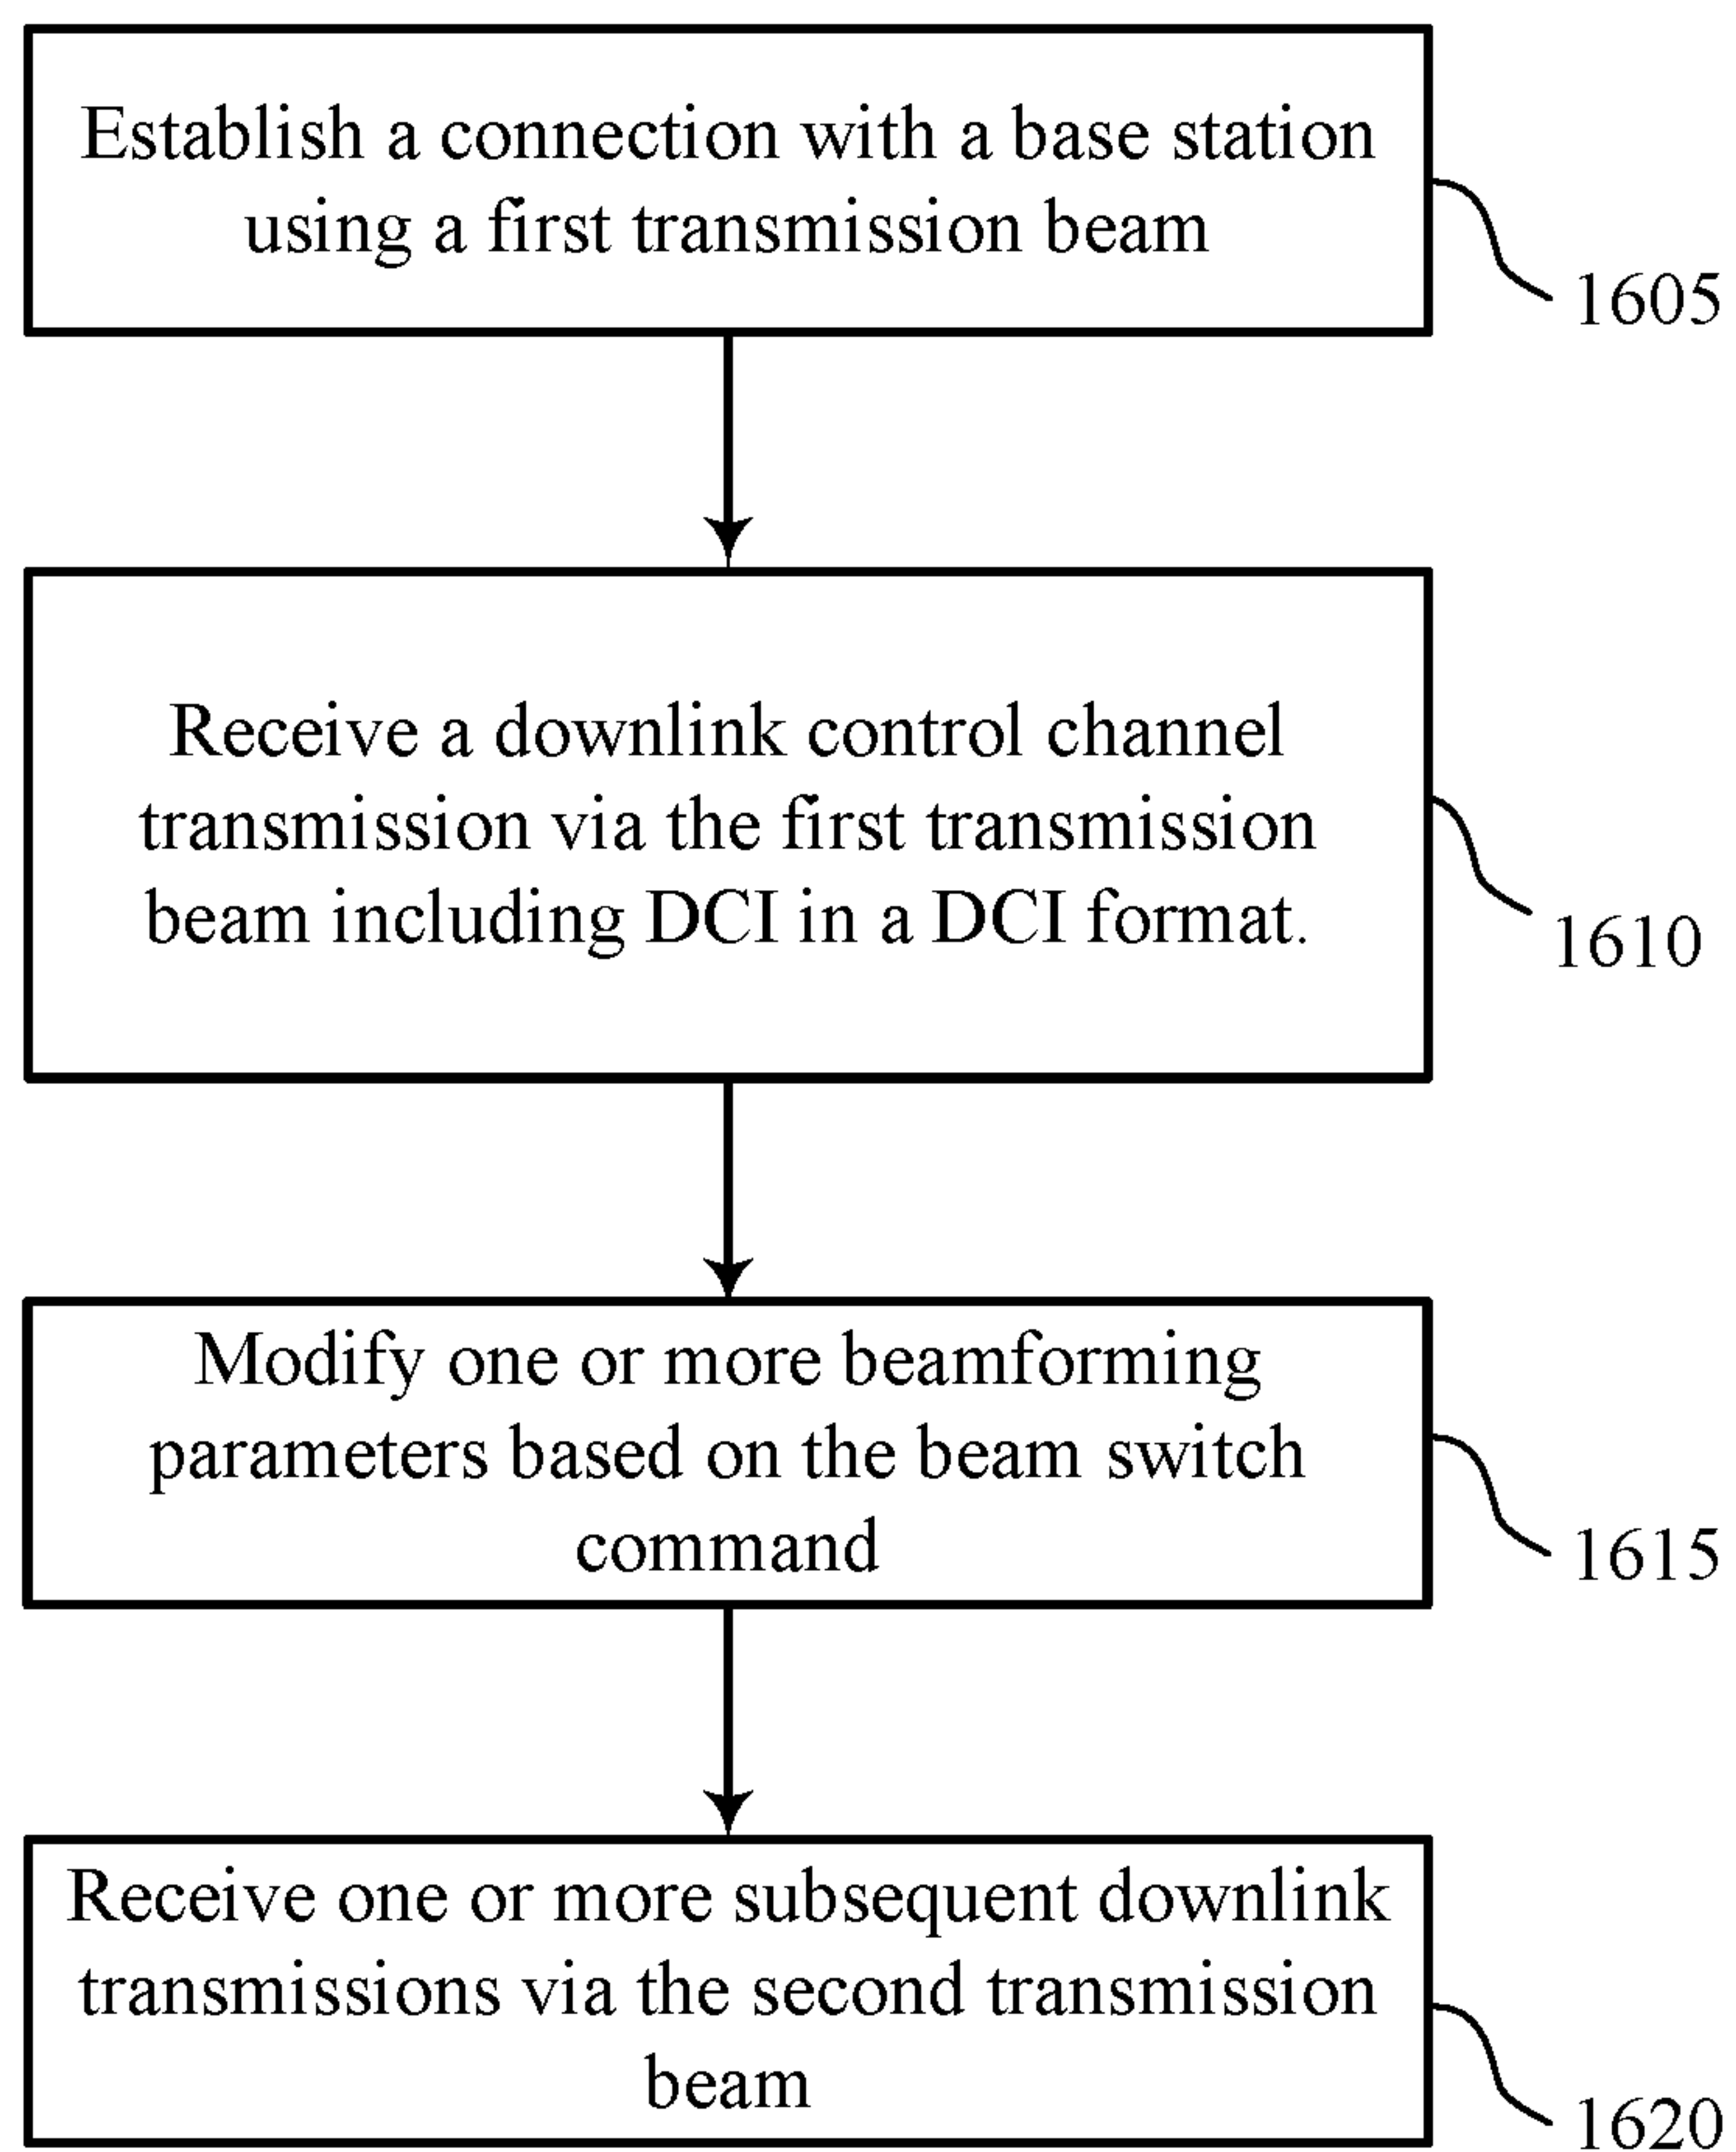 Establish a connection with a base station
using a first transmission beam
1605
Receive a downlink control channel
transmission via the first transmission
beam including DCI in a DCI format.
1610
Modify one or more beamforming
parameters based on the beam switch
command
1615
Receive one or more subsequent downlink
transmissions via the second transmission
beam
1620